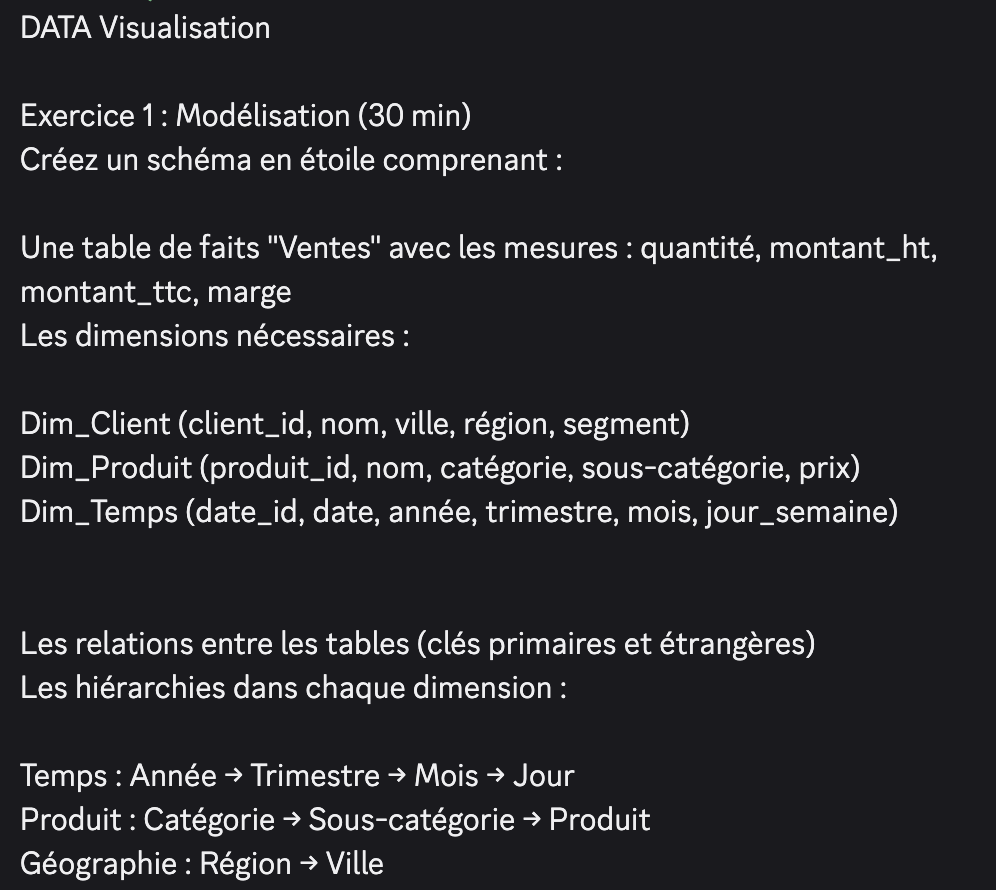 DATA Visualisation
Exercice 1 : Modélisation (30 min)
Créez un schéma en étoile comprenant :
Une table de faits "Ventes" avec les mesures : quantité, montant_ht,
montant_ttc, marge
Les dimensions nécessaires :
Dim_Client (client_id, nom, ville, région, segment)
Dim_Produit (produit_id, nom, catégorie, sous-catégorie, prix)
Dim_Temps (date_id, date, année, trimestre, mois, jour_semaine)
Les relations entre les tables (clés primaires et étrangères)
Les hiérarchies dans chaque dimension :
Temps : Année → Trimestre → Mois → Jour
Produit : Catégorie → Sous-catégorie → Produit
Géographie : Région → Ville